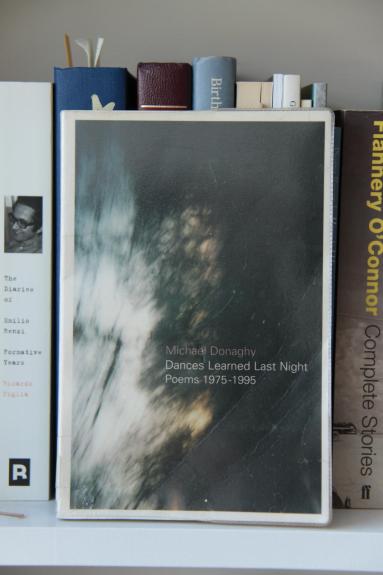 Birth
The
Diaries
of
Emilio
Renzi
Formative
Years
Ricardo
Piglia
R
Michael Donaghy
Dances Learned Last Night
Poems 1975-1995
Flannery O'Connor Complete Stories
ff